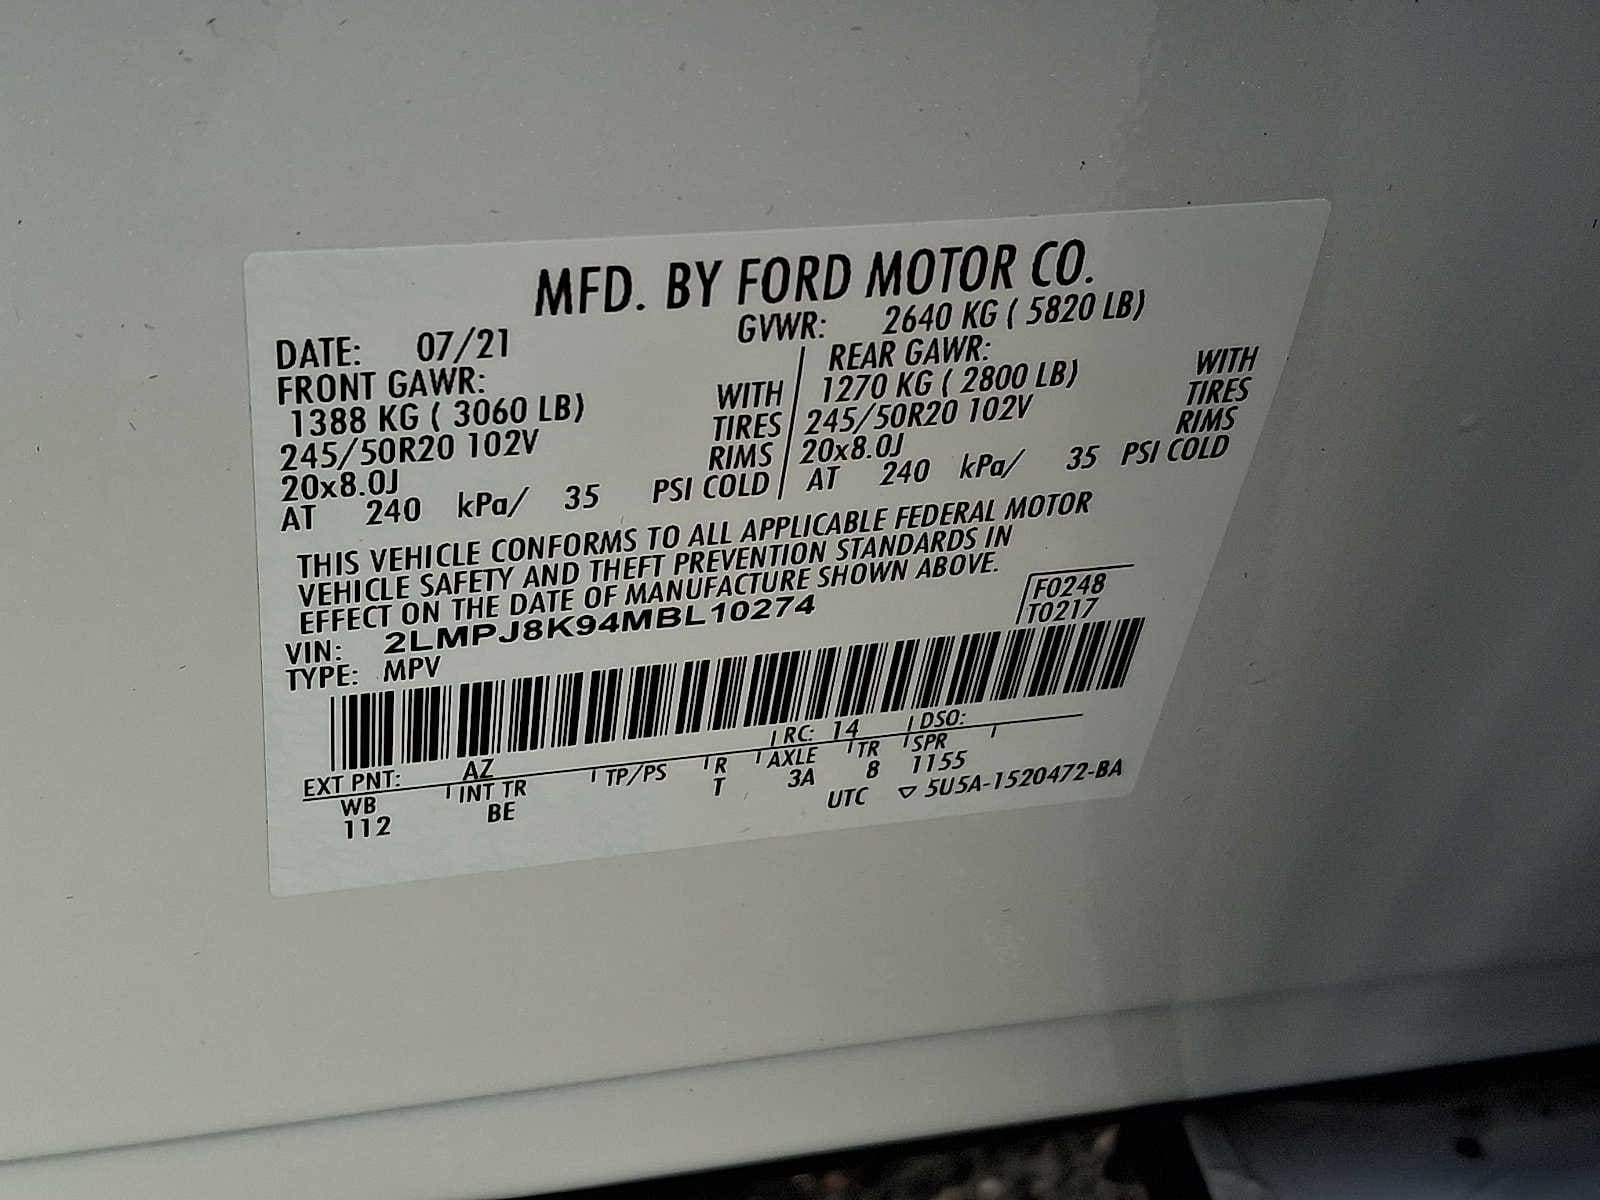 MFD. BY FORD MOTOR CO.
DATE: 07/21 GVWR: 2640 KG ( 5820 LB)
FRONT GAWR: REAR GAWR:
1388 KG ( 3060 LB) WITH 1270 KG ( 2800 LB) WITH
245/50R20 102V TIRES 245/50R20 102V TIRES
20x8.0J RIMS 20x8.0J RIMS
AT 240 kPa/ 35 PSI COLD AT 240 kPa/ 35 PSI COLD
THIS VEHICLE CONFORMS TO ALL APPLICABLE FEDERAL MOTOR
VEHICLE SAFETY AND THEFT PREVENTION STANDARDS IN
EFFECT ON THE DATE OF MANUFACTURE SHOWN ABOVE.
VIN: 2LMPJ8K94MBL10274 F0248
TYPE: MPV T0217
EXT PNT: AZ RC: 14 DSO:
WB INT TR TP/PS R AXLE TR SPR
112 BE T 3A 8 1155
UTC ▽ 5U5A-1520472-BA